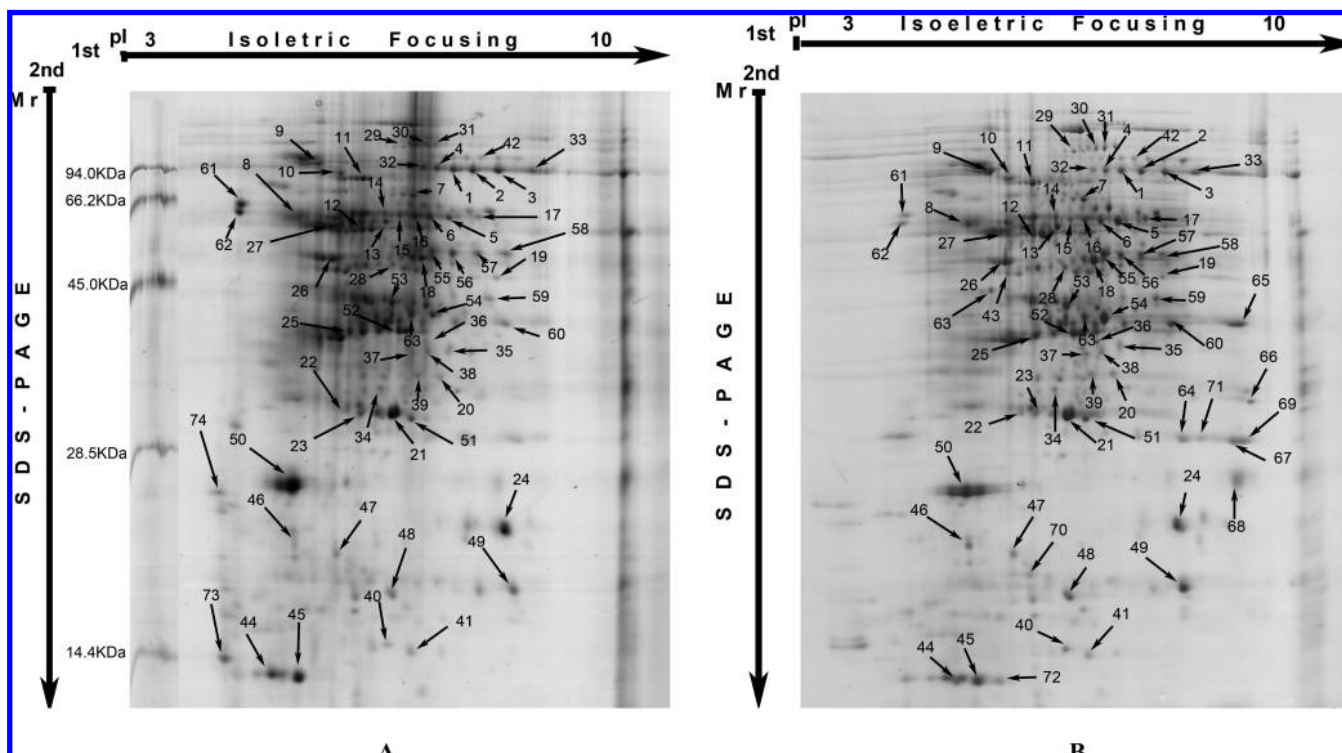 pI 3 Isoletric Focusing 10
1st
2nd
Mr
9 11 29 30 31 42 33
8 10 32 4
61 94.0KDa
14 7 1 2 3
66.2KDa
12 17
62 27 13 15 16 6 5 58
28 53 18 55 56 57 19
45.0KDa
26 52 54 59
25 63 36 60
37 38 35
22 39 20
74 23 34 21 51
28.5KDa
50
46 47 24
48 49
73 44 45 40 41
14.4KDa
SDS-PAGE
A
pI 3 Isoeletric Focusing 10
1st
2nd
Mr
30 31
29 4 42 2
9 10 11 32 33
61 14 7 1 3
8 12 17
62 27 13 15 16 6 5 57 58
26 28 53 18 55 56 19
63 43 52 54 59 65
25 63 36 60
37 38 35
23 39 20 64 71 66 69
22 34 21 51 67
50 24 68
46 47 70 48 49
40 41
44 45 72
SDS-PAGE
B